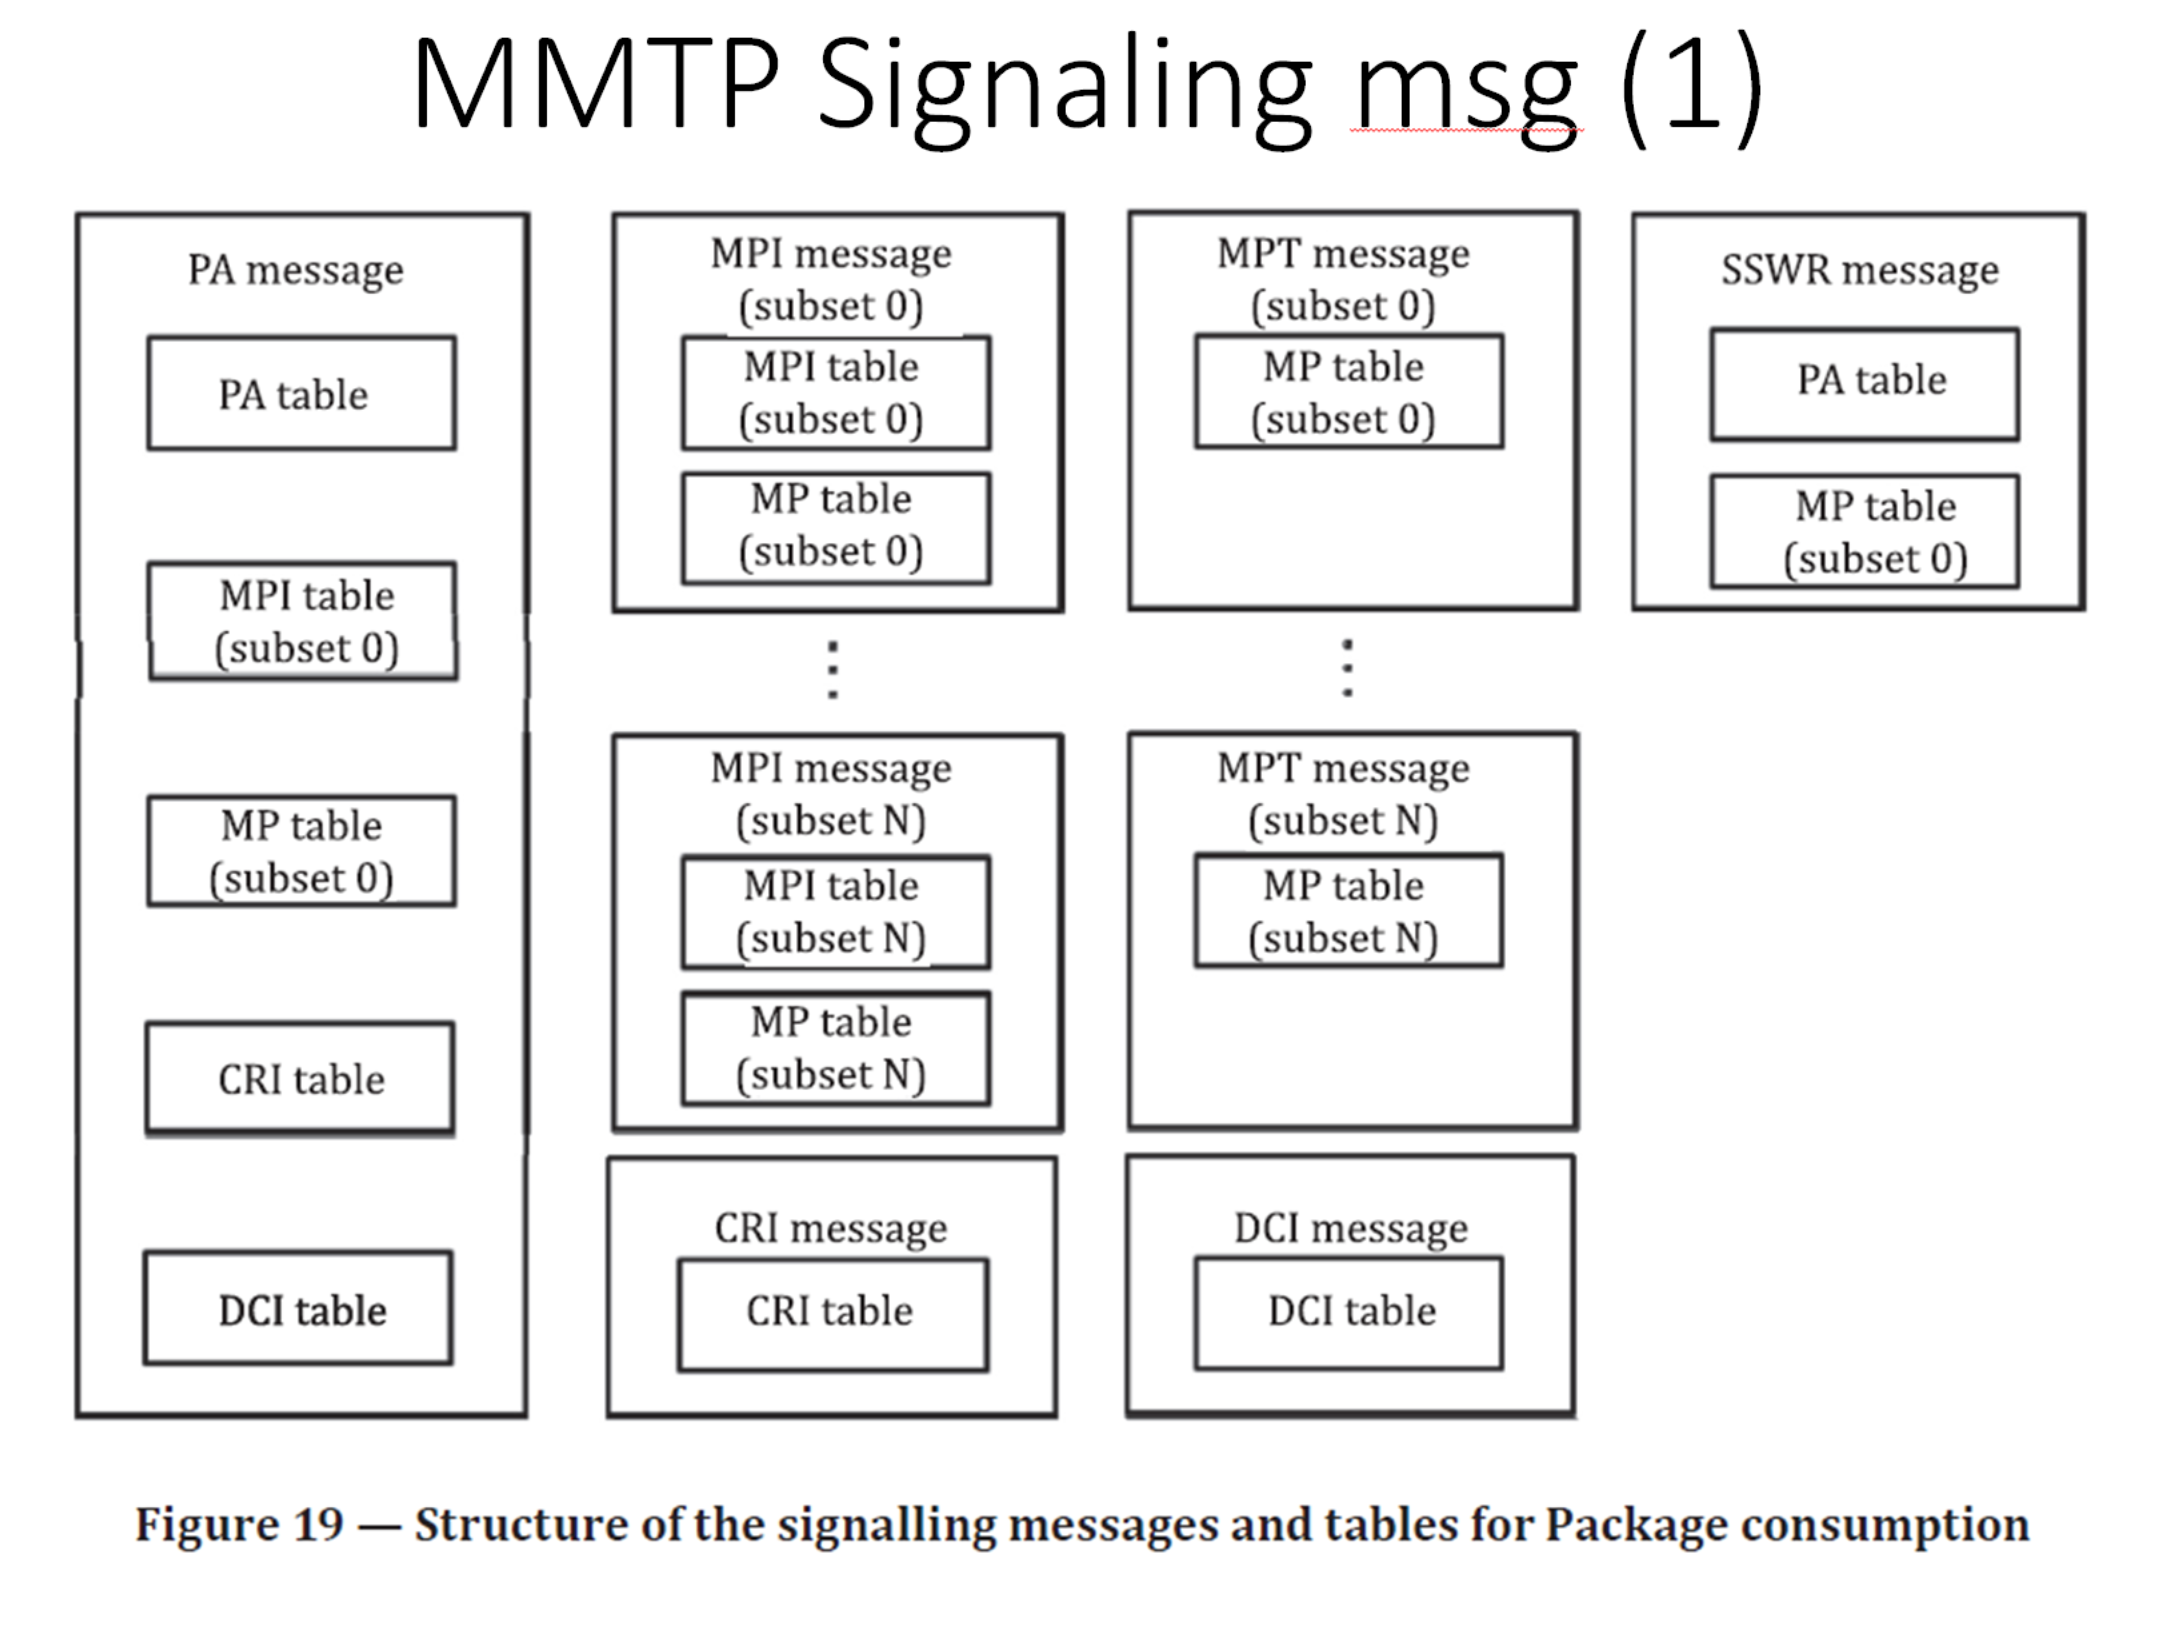 MMTP Signaling msg (1)
PA message
PA table
MPI table
(subset 0)
MP table
(subset 0)
CRI table
DCI table
MPI message
(subset 0)
MPI table
(subset 0)
MP table
(subset 0)
MPI message
(subset N)
MPI table
(subset N)
MP table
(subset N)
CRI message
CRI table
MPT message
(subset 0)
MP table
(subset 0)
MPT message
(subset N)
MP table
(subset N)
DCI message
DCI table
SSWR message
PA table
MP table
(subset 0)
Figure 19 — Structure of the signalling messages and tables for Package consumption